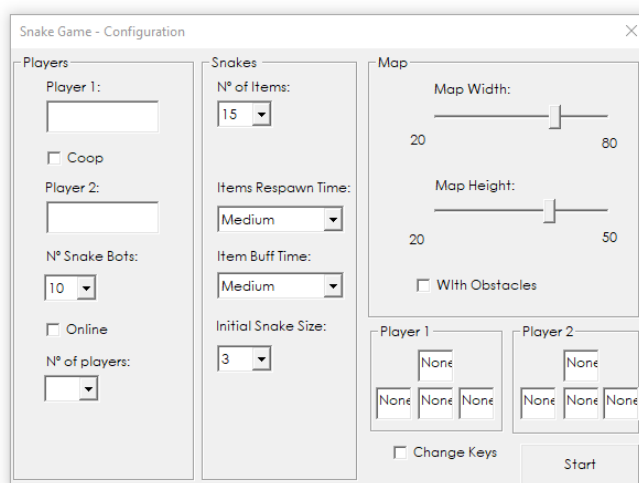 Snake Game - Configuration
Players
Player 1:
Coop
Player 2:
Nº Snake Bots:
10
Online
Nº of players:
Snakes
Nº of Items:
15
Items Respawn Time:
Medium
Item Buff Time:
Medium
Initial Snake Size:
3
Map
Map Width:
20 80
Map Height:
20 50
WIth Obstacles
Player 1
None
None None None
Player 2
None
None None None
Change Keys
Start